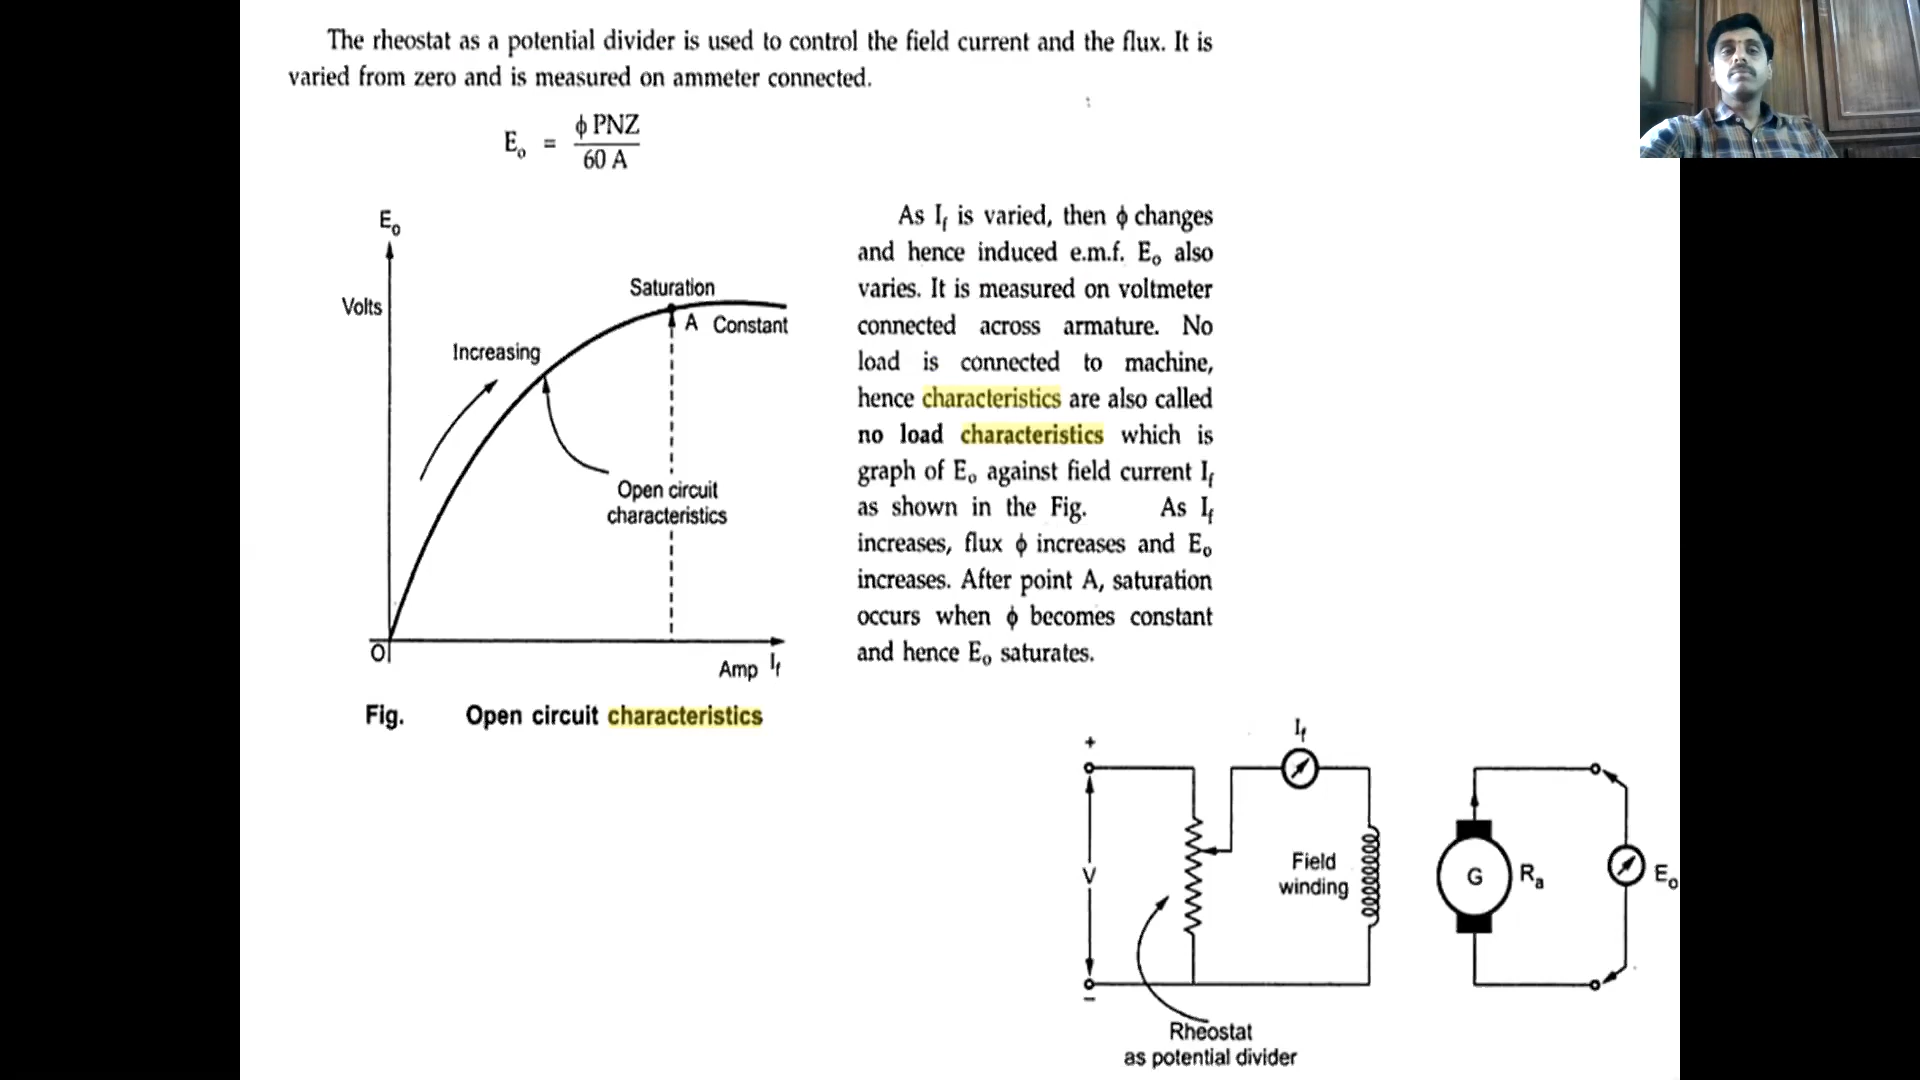 The rheostat as a potential divider is used to control the field current and the flux. It is
varied from zero and is measured on ammeter connected.
E₀ = ϕ PNZ / 60 A
E₀
Volts
Saturation
A Constant
Increasing
Open circuit
characteristics
O
Amp I_f
Fig. Open circuit characteristics
As I_f is varied, then ϕ changes
and hence induced e.m.f. E₀ also
varies. It is measured on voltmeter
connected across armature. No
load is connected to machine,
hence characteristics are also called
no load characteristics which is
graph of E₀ against field current I_f
as shown in the Fig. As I_f
increases, flux ϕ increases and E₀
increases. After point A, saturation
occurs when ϕ becomes constant
and hence E₀ saturates.
I_f
+
V
−
Field
winding
G
R_a
E₀
Rheostat
as potential divider